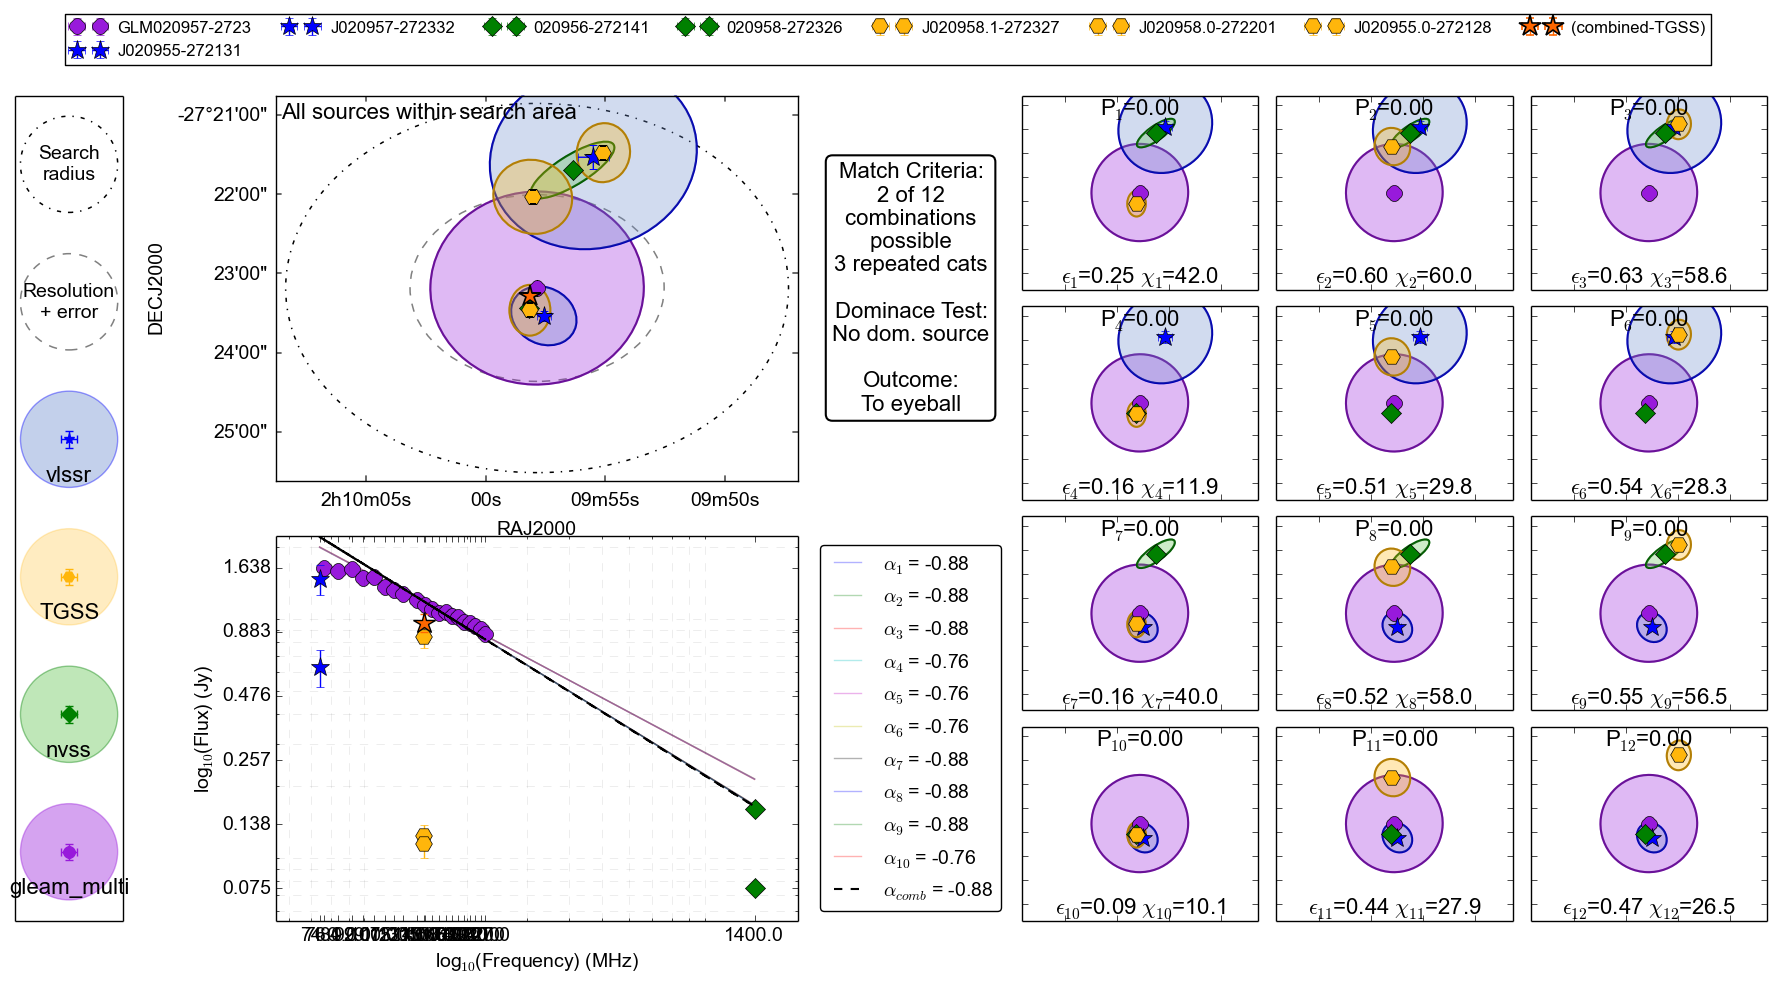 GLM020957-2723 J020957-272332 020956-272141 020958-272326 J020958.1-272327 J020958.0-272201 J020955.0-272128 (combined-TGSS)
J020955-272131
Search
radius
Resolution
+ error
vlssr
TGSS
nvss
gleam_multi
All sources within search area
DECJ2000
-27°21'00"
22'00"
23'00"
24'00"
25'00"
2h10m05s 00s 09m55s 09m50s
RAJ2000
Match Criteria:
2 of 12
combinations
possible
3 repeated cats
Dominace Test:
No dom. source
Outcome:
To eyeball
log₁₀(Flux) (Jy)
1.638
0.883
0.476
0.257
0.138
0.075
1400.0
log₁₀(Frequency) (MHz)
α₁ = -0.88
α₂ = -0.88
α₃ = -0.88
α₄ = -0.76
α₅ = -0.76
α₆ = -0.76
α₇ = -0.88
α₈ = -0.88
α₉ = -0.88
α₁₀ = -0.76
α_comb = -0.88
P₁=0.00 P₂=0.00 P₃=0.00
ϵ₁=0.25 χ₁=42.0 ϵ₂=0.60 χ₂=60.0 ϵ₃=0.63 χ₃=58.6
P₄=0.00 P₅=0.00 P₆=0.00
ϵ₄=0.16 χ₄=11.9 ϵ₅=0.51 χ₅=29.8 ϵ₆=0.54 χ₆=28.3
P₇=0.00 P₈=0.00 P₉=0.00
ϵ₇=0.16 χ₇=40.0 ϵ₈=0.52 χ₈=58.0 ϵ₉=0.55 χ₉=56.5
P₁₀=0.00 P₁₁=0.00 P₁₂=0.00
ϵ₁₀=0.09 χ₁₀=10.1 ϵ₁₁=0.44 χ₁₁=27.9 ϵ₁₂=0.47 χ₁₂=26.5